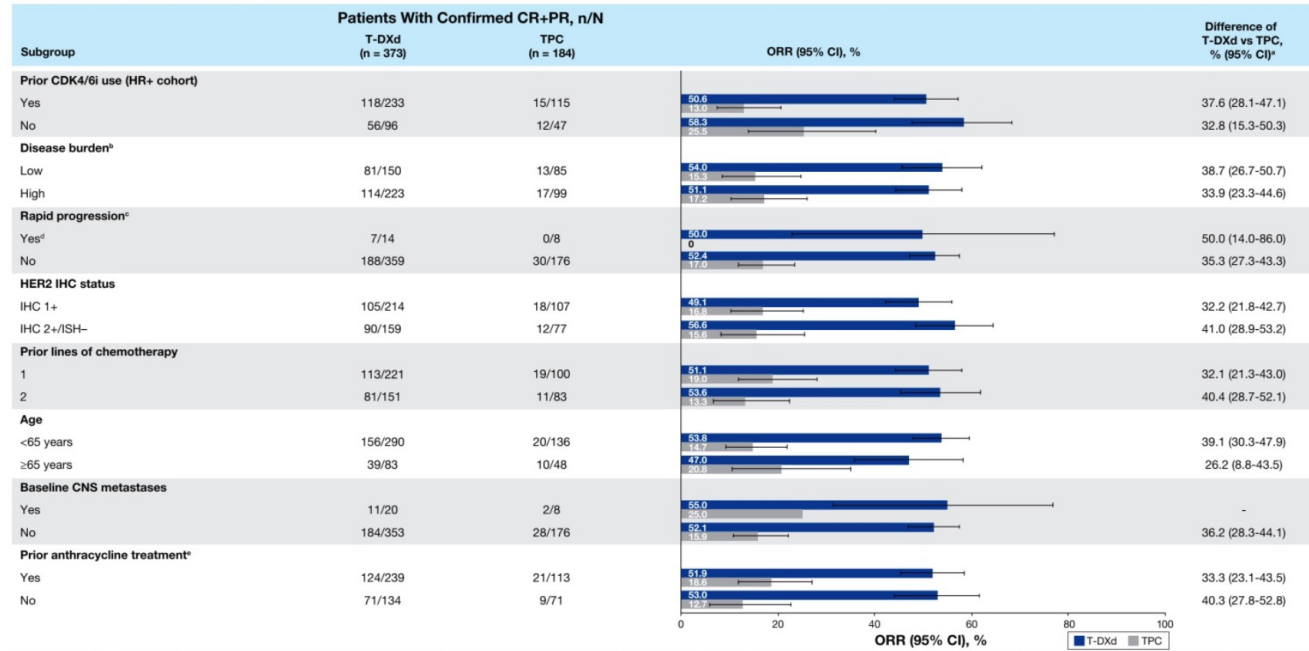 Patients With Confirmed CR+PR, n/N
Subgroup T-DXd (n = 373) TPC (n = 184) ORR (95% CI), % Difference of T-DXd vs TPC, % (95% CI)ᵃ
Prior CDK4/6i use (HR+ cohort)
Yes 118/233 15/115 50.6 13.0 37.6 (28.1-47.1)
No 56/96 12/47 58.3 25.5 32.8 (15.3-50.3)
Disease burdenᵇ
Low 81/150 13/85 54.0 15.3 38.7 (26.7-50.7)
High 114/223 17/99 51.1 17.2 33.9 (23.3-44.6)
Rapid progressionᶜ
Yesᵈ 7/14 0/8 50.0 0 50.0 (14.0-86.0)
No 188/359 30/176 52.4 17.0 35.3 (27.3-43.3)
HER2 IHC status
IHC 1+ 105/214 18/107 49.1 16.8 32.2 (21.8-42.7)
IHC 2+/ISH− 90/159 12/77 56.6 15.6 41.0 (28.9-53.2)
Prior lines of chemotherapy
1 113/221 19/100 51.1 19.0 32.1 (21.3-43.0)
2 81/151 11/83 53.6 13.3 40.4 (28.7-52.1)
Age
<65 years 156/290 20/136 53.8 14.7 39.1 (30.3-47.9)
≥65 years 39/83 10/48 47.0 20.8 26.2 (8.8-43.5)
Baseline CNS metastases
Yes 11/20 2/8 55.0 25.0 -
No 184/353 28/176 52.1 15.9 36.2 (28.3-44.1)
Prior anthracycline treatmentᵉ
Yes 124/239 21/113 51.9 18.6 33.3 (23.1-43.5)
No 71/134 9/71 53.0 12.7 40.3 (27.8-52.8)
0 20 40 60 80 100
ORR (95% CI), %
T-DXd TPC